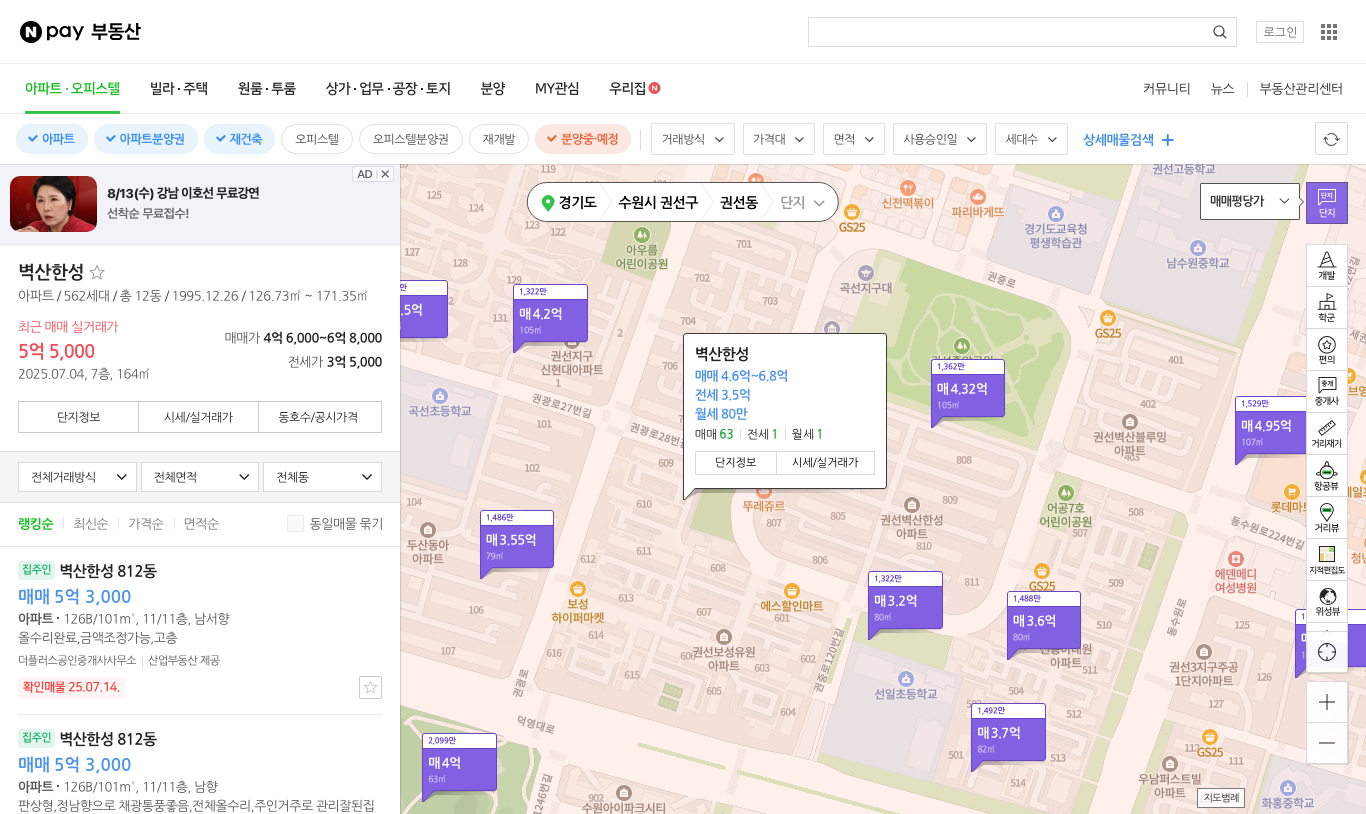 N pay 부동산
로그인
아파트·오피스텔
빌라·주택
원룸·투룸
상가·업무·공장·토지
분양
MY관심
우리집 N
커뮤니티
뉴스
부동산관리센터
아파트
아파트분양권
재건축
오피스텔
오피스텔분양권
재개발
분양중·예정
거래방식
가격대
면적
사용승인일
세대수
상세매물검색
AD
8/13(수) 강남 이호선 무료강연
선착순 무료접수!
벽산한성
아파트 / 562세대 / 총 12동 / 1995.12.26 / 126.73㎡ ~ 171.35㎡
최근 매매 실거래가
5억 5,000
2025.07.04, 7층, 164㎡
매매가 4억 6,000~6억 8,000
전세가 3억 5,000
단지정보
시세/실거래가
동호수/공시가격
전체거래방식
전체면적
전체동
랭킹순
최신순
가격순
면적순
동일매물 묶기
집주인 벽산한성 812동
매매 5억 3,000
아파트 · 126B/101㎡, 11/11층, 남서향
올수리완료,금액조정가능,고층
더플러스공인중개사사무소
산업부동산 제공
확인매물 25.07.14.
집주인 벽산한성 812동
매매 5억 3,000
아파트 · 126B/101㎡, 11/11층, 남향
판상형,정남향으로 채광통풍좋음,전체올수리,주인거주로 관리잘된집
경기도
수원시 권선구
권선동
단지
매매평당가
단지
단지
개발
학군
편의
중개
중개사
거리재기
항공뷰
거리뷰
지적편집도
위성뷰
지도범례
벽산한성
매매 4.6억~6.8억
전세 3.5억
월세 80만
매매 63
전세 1
월세 1
단지정보
시세/실거래가
.5억
1,322만
매4.2억
105㎡
1,362만
매4.32억
105㎡
1,529만
매4.95억
107㎡
1,486만
매3.55억
79㎡
1,322만
매3.2억
80㎡
1,488만
매3.6억
80㎡
1,492만
매3.7억
82㎡
2,099만
매4억
63㎡
119
125
124
128
127
129
123
122
701
702
703
704
신전떡볶이
파리바게뜨
GS25
경기도교육청
평생학습관
권선고등학교
남수원중학교
아우름
어린이공원
곡선지구대
권중로
GS25
권선지구
신현대아파트
1
곡선초등학교
권광로27번길
권광로28번길
101
102
103
104
106
107
401
402
권선벽산블루밍
아파트
609
808
807
806
805
810
811
뚜레쥬르
권선벽산한성
아파트
어공7호
어린이공원
507
508
두산동아
아파트
612
611
613
614
615
607
606
605
603
604
601
보성
하이퍼마켓
에스할인마트
권선보성유원
아파트
GS25
권광로
권중로120번길
선일초등학교
동수원로224번길
동수원로
에덴메디
여성병원
롯데마트
511
504
512
501
513
125
126
권선3지구주공
1단지아파트
덕영대로
수원아이파크시티
GS25
112
우남퍼스트빌
아파트
화홍중학교